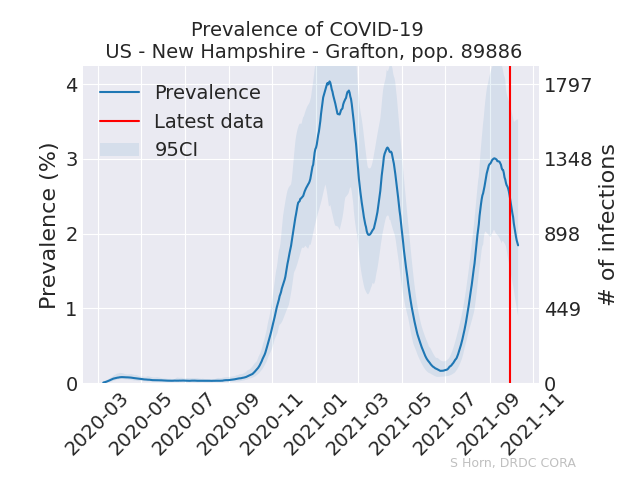 Prevalence of COVID-19
US - New Hampshire - Grafton, pop. 89886
Prevalence
Latest data
95CI
Prevalence (%)
4
3
2
1
0
1797
1348
898
449
0
# of infections
2020-03
2020-05
2020-07
2020-09
2020-11
2021-01
2021-03
2021-05
2021-07
2021-09
2021-11
S Horn, DRDC CORA